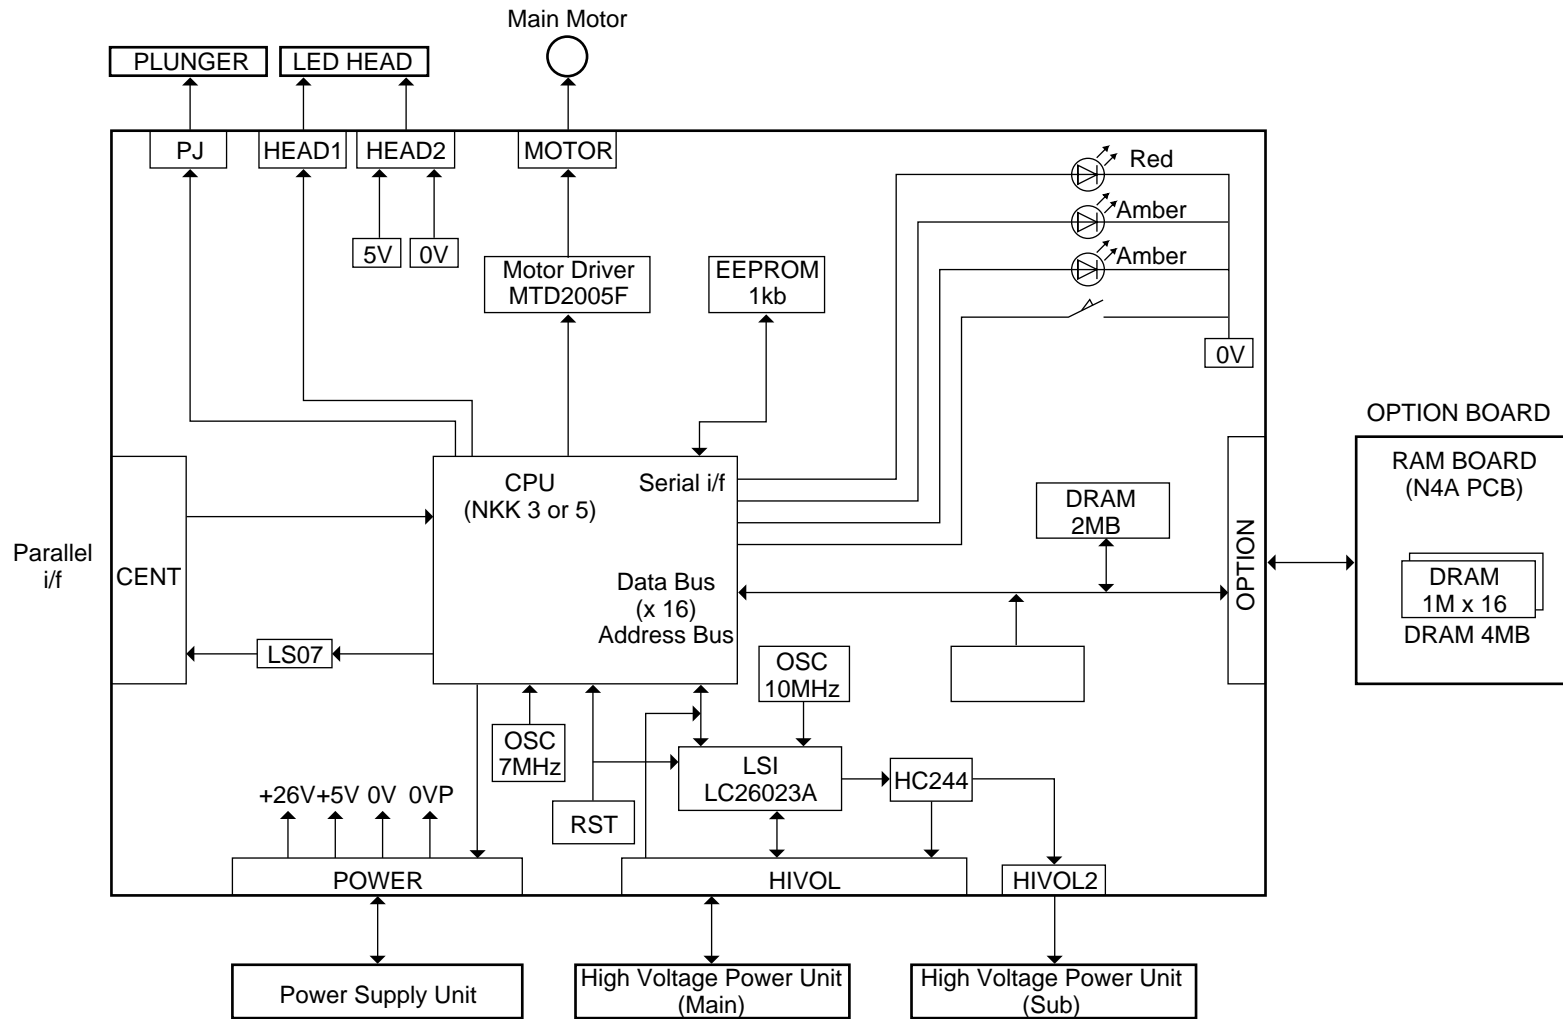 Main Motor
PLUNGER
LED HEAD
PJ
HEAD1
HEAD2
MOTOR
Red
Amber
Amber
5V
0V
Motor Driver
MTD2005F
EEPROM
1kb
0V
OPTION BOARD
RAM BOARD
(N4A PCB)
CPU
(NKK 3 or 5)
Serial i/f
DRAM
2MB
Parallel
i/f
CENT
OPTION
DRAM
1M x 16
DRAM 4MB
Data Bus
(x 16)
Address Bus
LS07
OSC
10MHz
OSC
7MHz
LSI
LC26023A
HC244
+26V
+5V
0V
0VP
RST
POWER
HIVOL
HIVOL2
Power Supply Unit
High Voltage Power Unit
(Main)
High Voltage Power Unit
(Sub)